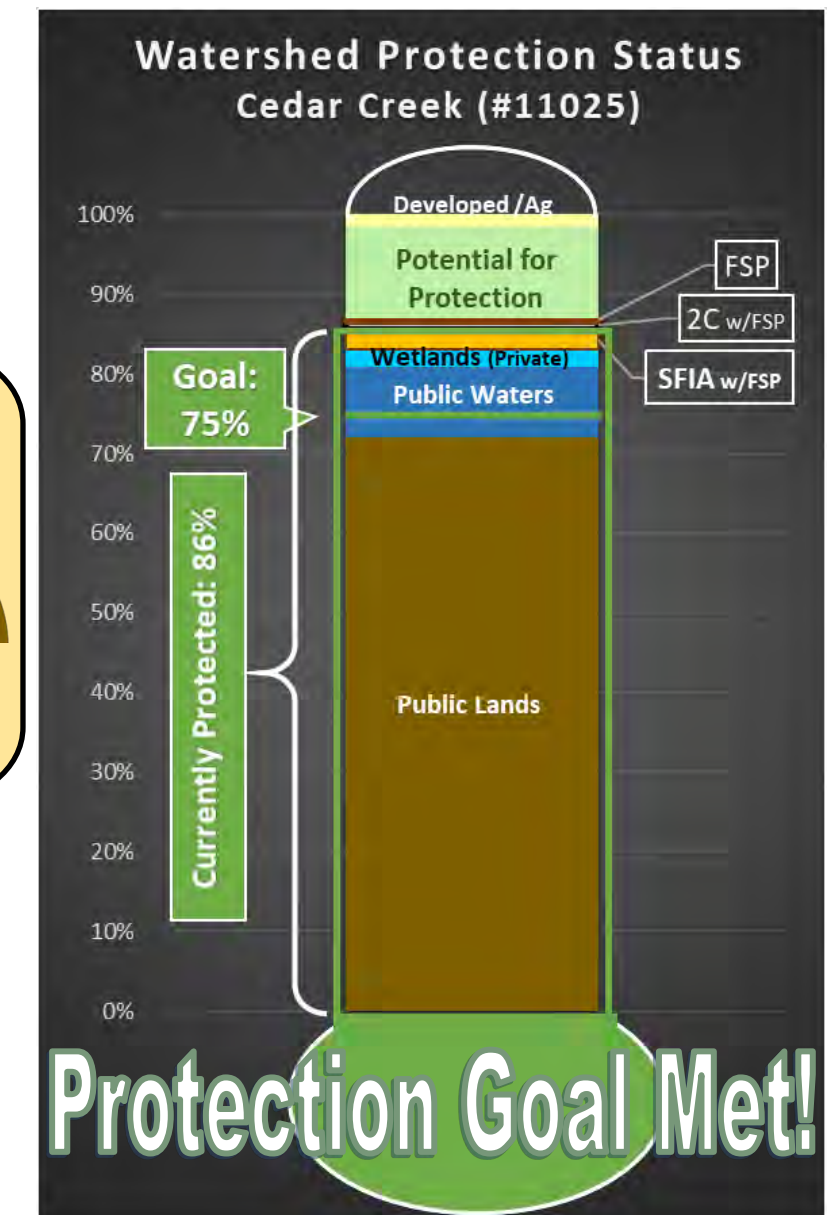 Watershed Protection Status
Cedar Creek (#11025)
100%
90%
80%
70%
60%
50%
40%
30%
20%
10%
0%
Developed /Ag
Potential for
Protection
FSP
2C w/FSP
SFIA w/FSP
Wetlands (Private)
Public Waters
Goal:
75%
Currently Protected: 86%
Public Lands
Protection Goal Met!